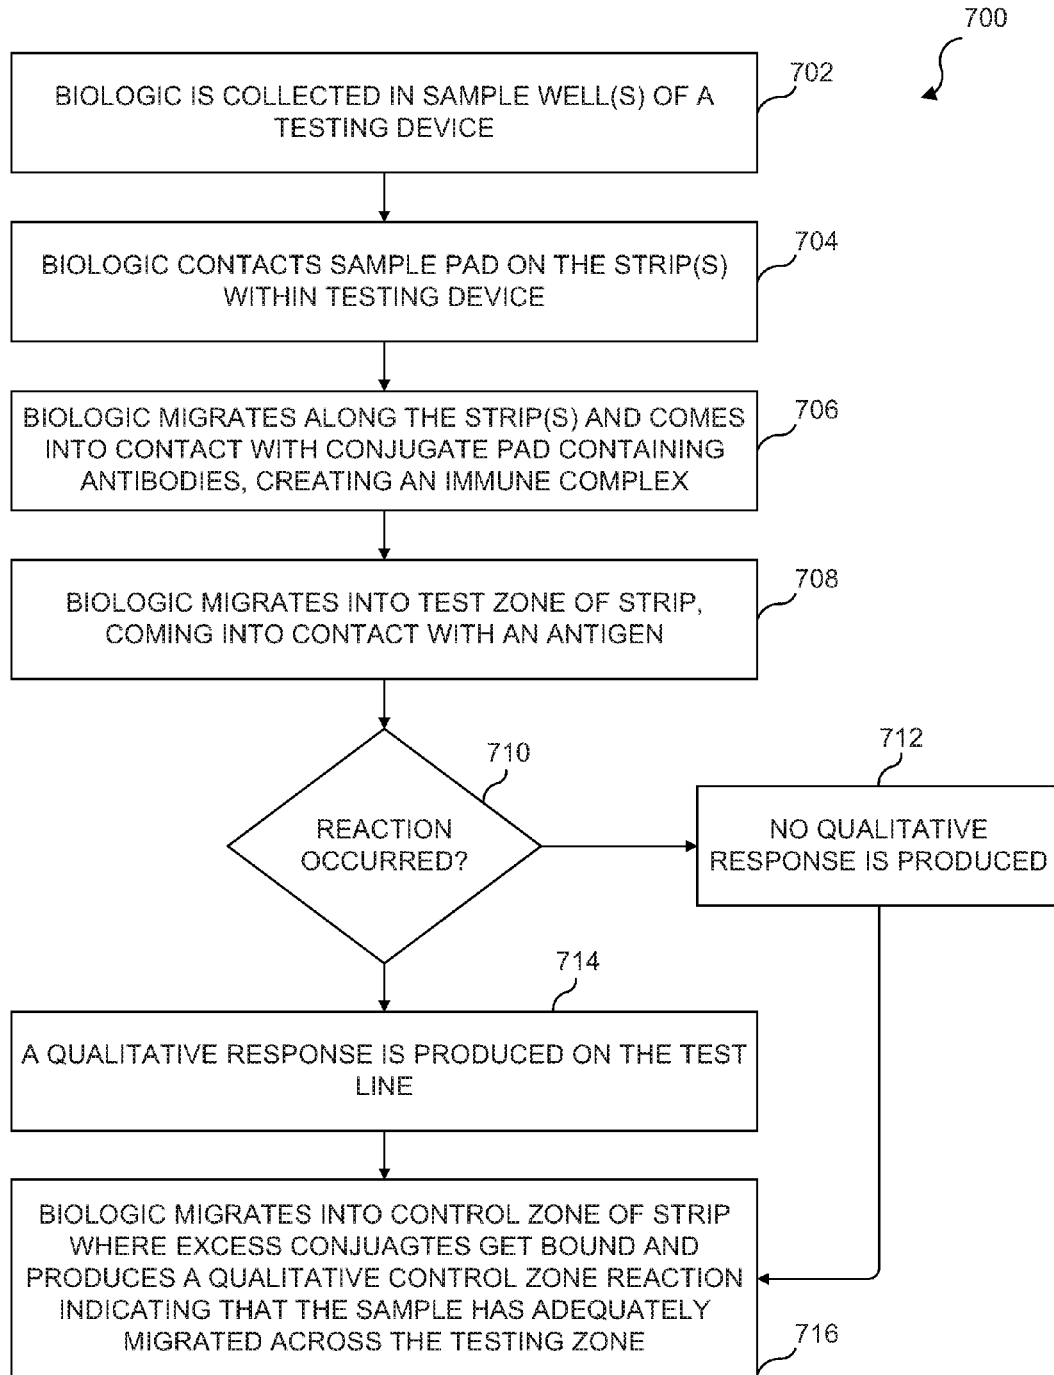 700
BIOLOGIC IS COLLECTED IN SAMPLE WELL(S) OF A
TESTING DEVICE
702
BIOLOGIC CONTACTS SAMPLE PAD ON THE STRIP(S)
WITHIN TESTING DEVICE
704
BIOLOGIC MIGRATES ALONG THE STRIP(S) AND COMES
INTO CONTACT WITH CONJUGATE PAD CONTAINING
ANTIBODIES, CREATING AN IMMUNE COMPLEX
706
BIOLOGIC MIGRATES INTO TEST ZONE OF STRIP,
COMING INTO CONTACT WITH AN ANTIGEN
708
REACTION
OCCURRED?
710
NO QUALITATIVE
RESPONSE IS PRODUCED
712
A QUALITATIVE RESPONSE IS PRODUCED ON THE TEST
LINE
714
BIOLOGIC MIGRATES INTO CONTROL ZONE OF STRIP
WHERE EXCESS CONJUAGTES GET BOUND AND
PRODUCES A QUALITATIVE CONTROL ZONE REACTION
INDICATING THAT THE SAMPLE HAS ADEQUATELY
MIGRATED ACROSS THE TESTING ZONE
716